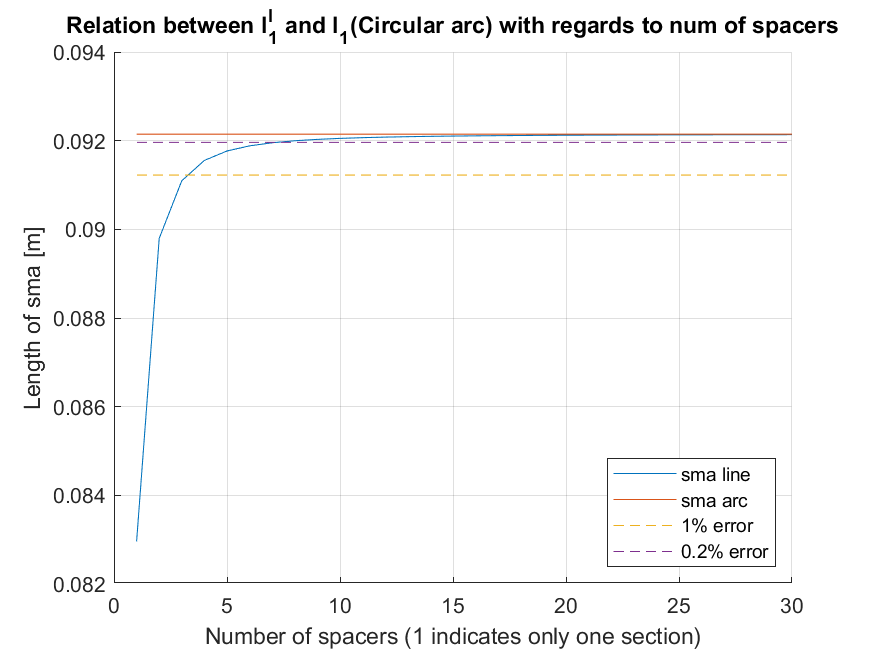 Relation between l₁ˡ and l₁(Circular arc) with regards to num of spacers
0.094
0.092
0.09
0.088
0.086
0.084
0.082
Length of sma [m]
sma line
sma arc
1% error
0.2% error
0 5 10 15 20 25 30
Number of spacers (1 indicates only one section)